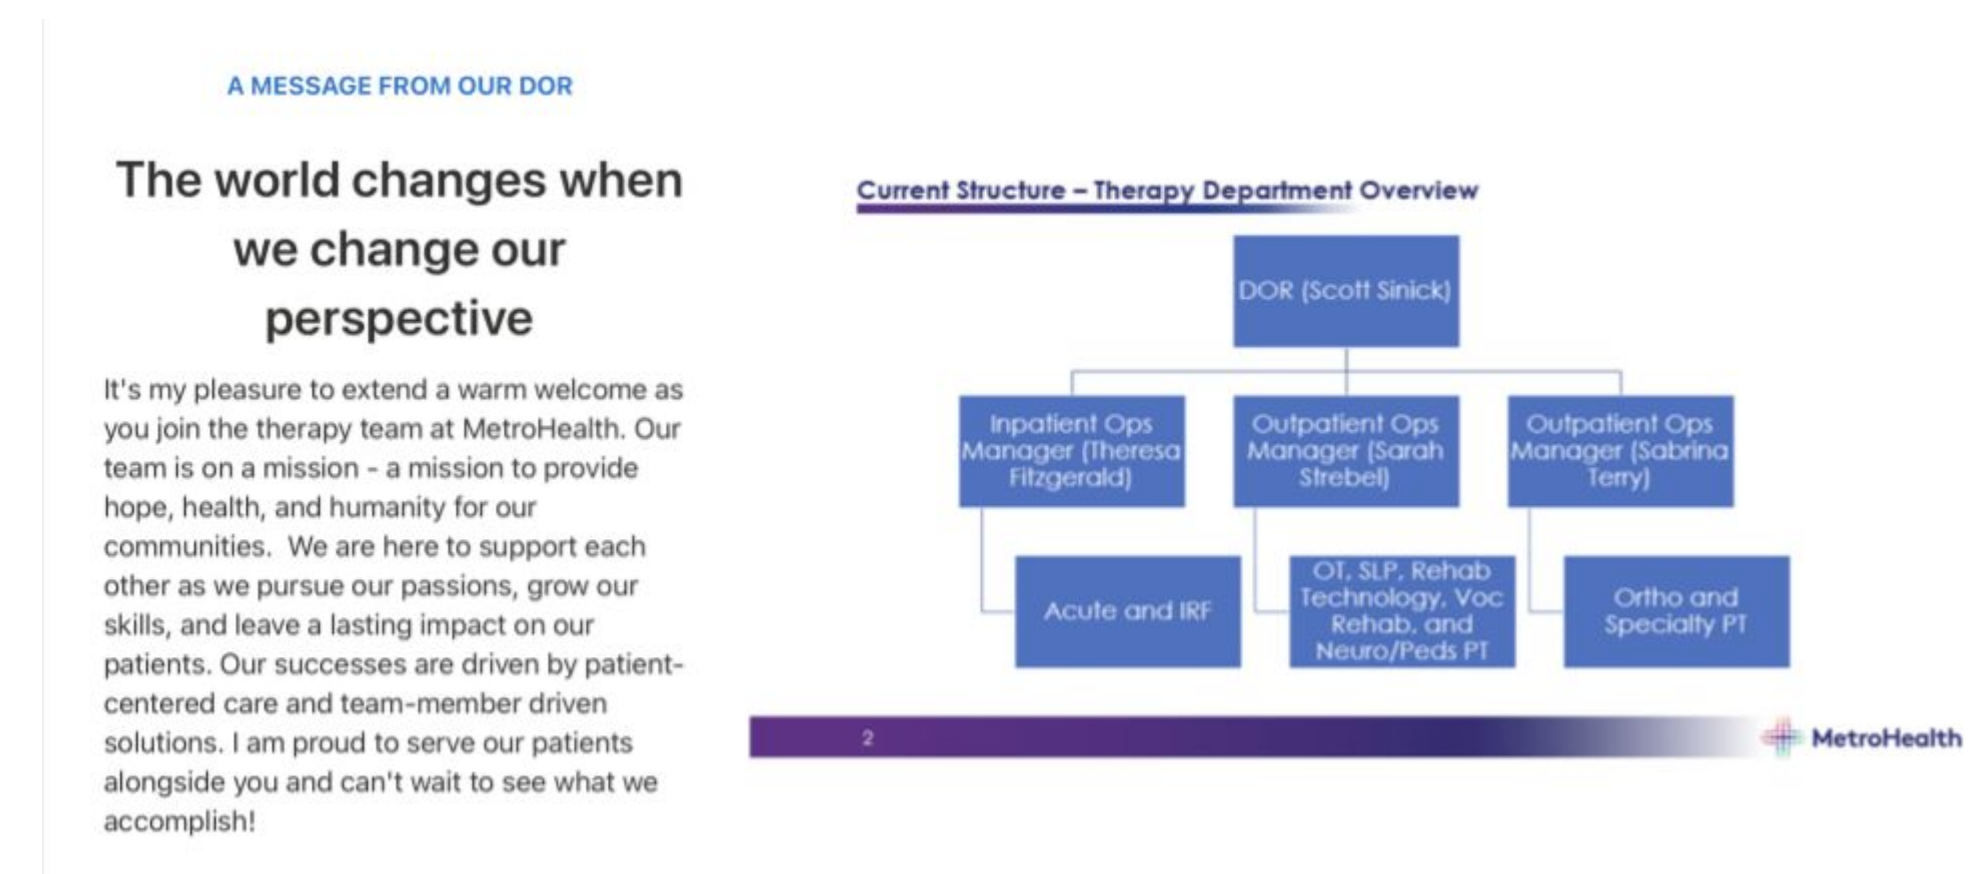 A MESSAGE FROM OUR DOR
The world changes when
we change our
perspective
It's my pleasure to extend a warm welcome as
you join the therapy team at MetroHealth. Our
team is on a mission - a mission to provide
hope, health, and humanity for our
communities.  We are here to support each
other as we pursue our passions, grow our
skills, and leave a lasting impact on our
patients. Our successes are driven by patient-
centered care and team-member driven
solutions. I am proud to serve our patients
alongside you and can't wait to see what we
accomplish!
Current Structure – Therapy Department Overview
DOR (Scott Sinick)
Inpatient Ops
Manager (Theresa
Fitzgerald)
Outpatient Ops
Manager (Sarah
Strebel)
Outpatient Ops
Manager (Sabrina
Terry)
Acute and IRF
OT, SLP, Rehab
Technology, Voc
Rehab, and
Neuro/Peds PT
Ortho and
Specialty PT
2
MetroHealth